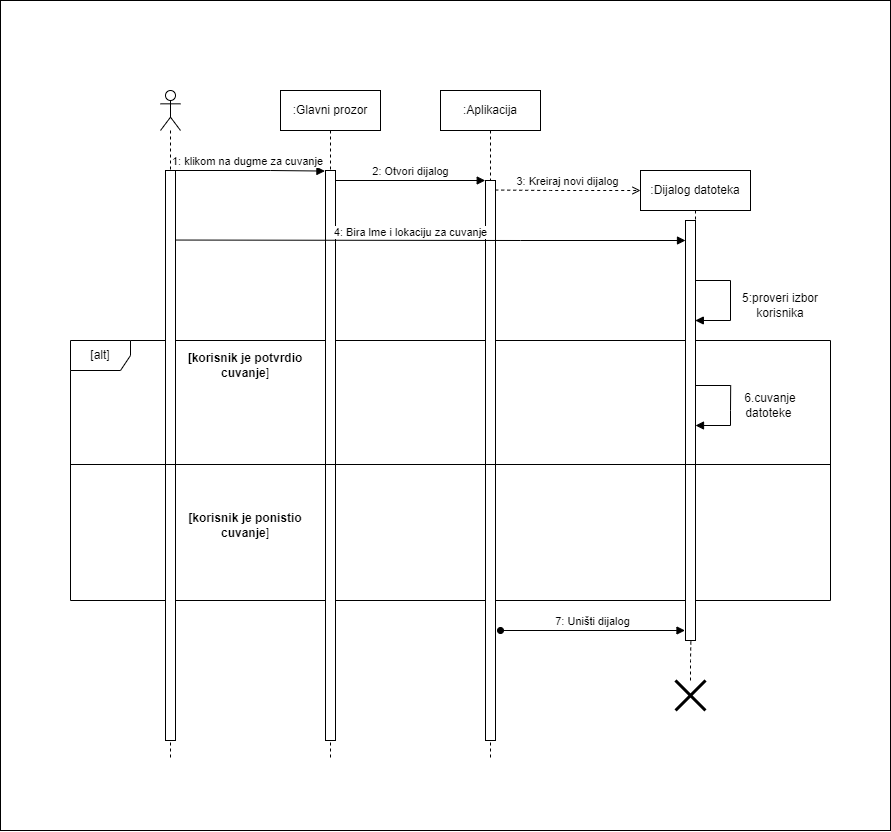 :Glavni prozor
:Aplikacija
1: klikom na dugme za cuvanje
2: Otvori dijalog
3: Kreiraj novi dijalog
:Dijalog datoteka
4: Bira Ime i lokaciju za cuvanje
5:proveri izbor
korisnika
[alt]
[korisnik je potvrdio
cuvanje]
6.cuvanje
datoteke
[korisnik je ponistio
cuvanje]
7: Uništi dijalog